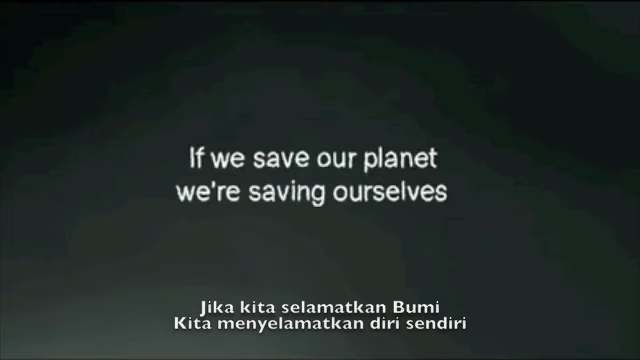 If we save our planet
we're saving ourselves
Jika kita selamatkan Bumi
Kita menyelamatkan diri sendiri